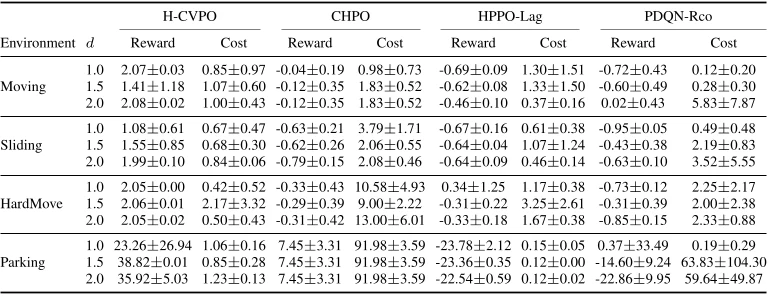 H-CVPO CHPO HPPO-Lag PDQN-Rco
Environment d Reward Cost Reward Cost Reward Cost Reward Cost
1.0 2.07±0.03 0.85±0.97 -0.04±0.19 0.98±0.73 -0.69±0.09 1.30±1.51 -0.72±0.43 0.12±0.20
Moving 1.5 1.41±1.18 1.07±0.60 -0.12±0.35 1.83±0.52 -0.62±0.08 1.33±1.50 -0.60±0.49 0.28±0.30
2.0 2.08±0.02 1.00±0.43 -0.12±0.35 1.83±0.52 -0.46±0.10 0.37±0.16 0.02±0.43 5.83±7.87
1.0 1.08±0.61 0.67±0.47 -0.63±0.21 3.79±1.71 -0.67±0.16 0.61±0.38 -0.95±0.05 0.49±0.48
Sliding 1.5 1.55±0.85 0.68±0.30 -0.62±0.26 2.06±0.55 -0.64±0.04 1.07±1.24 -0.43±0.38 2.19±0.83
2.0 1.99±0.10 0.84±0.06 -0.79±0.15 2.08±0.46 -0.64±0.09 0.46±0.14 -0.63±0.10 3.52±5.55
1.0 2.05±0.00 0.42±0.52 -0.33±0.43 10.58±4.93 0.34±1.25 1.17±0.38 -0.73±0.12 2.25±2.17
HardMove 1.5 2.06±0.01 2.17±3.32 -0.29±0.39 9.00±2.22 -0.31±0.22 3.25±2.61 -0.31±0.39 2.00±2.38
2.0 2.05±0.02 0.50±0.43 -0.31±0.42 13.00±6.01 -0.33±0.18 1.67±0.38 -0.85±0.15 2.33±0.88
1.0 23.26±26.94 1.06±0.16 7.45±3.31 91.98±3.59 -23.78±2.12 0.15±0.05 0.37±33.49 0.19±0.29
Parking 1.5 38.82±0.01 0.85±0.28 7.45±3.31 91.98±3.59 -23.36±0.35 0.12±0.00 -14.60±9.24 63.83±104.30
2.0 35.92±5.03 1.23±0.13 7.45±3.31 91.98±3.59 -22.54±0.59 0.12±0.02 -22.86±9.95 59.64±49.87